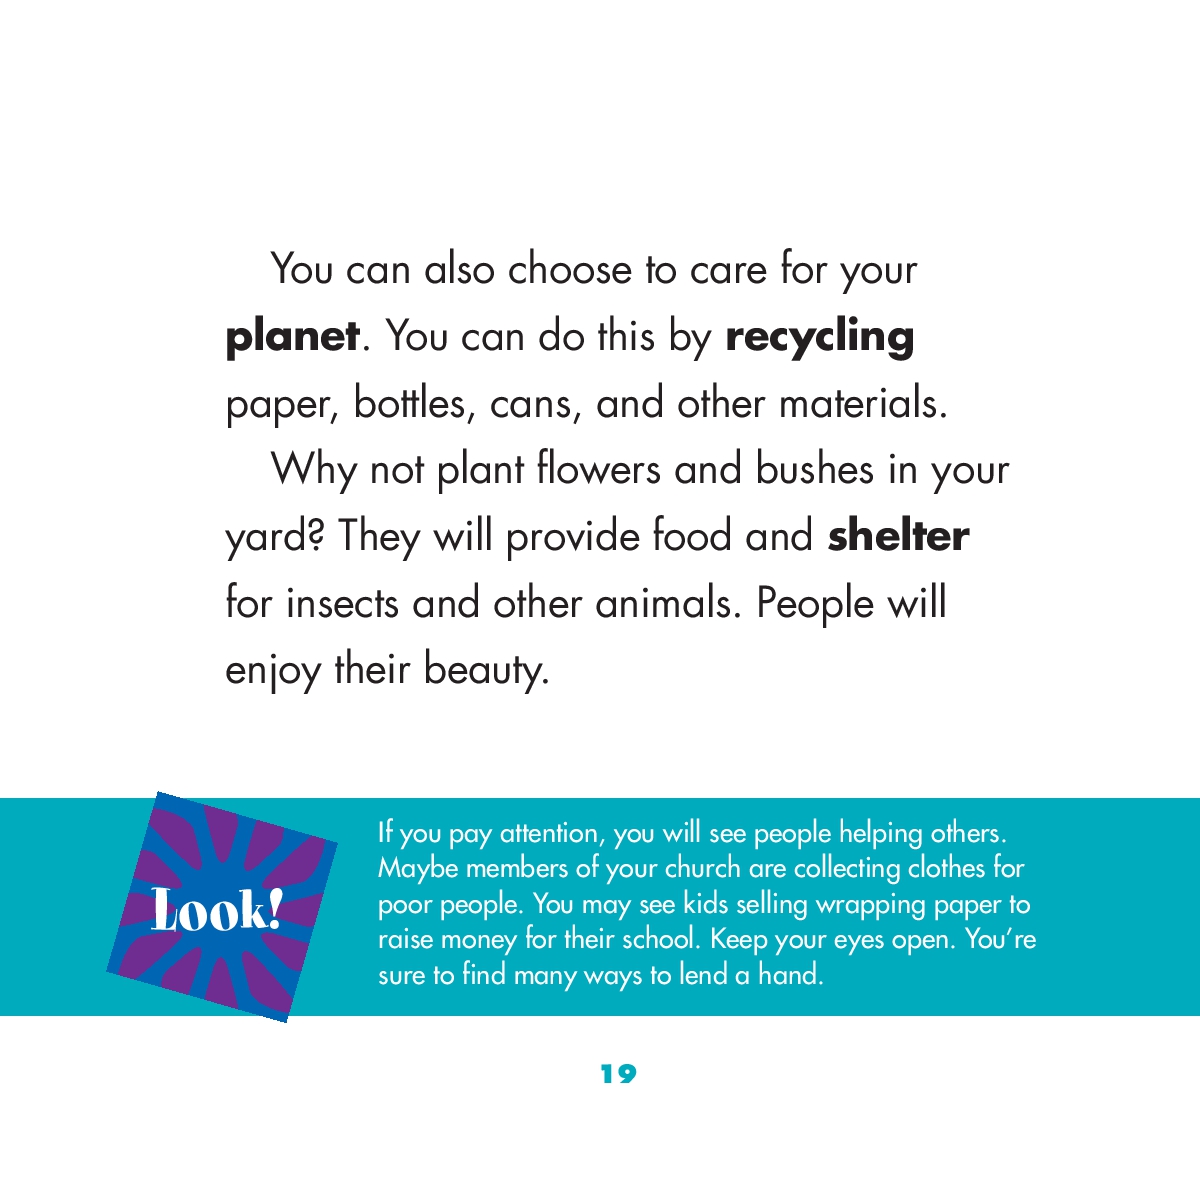 You can also choose to care for your
planet. You can do this by recycling
paper, bottles, cans, and other materials.
Why not plant flowers and bushes in your
yard? They will provide food and shelter
for insects and other animals. People will
enjoy their beauty.
Look!
If you pay attention, you will see people helping others.
Maybe members of your church are collecting clothes for
poor people. You may see kids selling wrapping paper to
raise money for their school. Keep your eyes open. You’re
sure to find many ways to lend a hand.
19